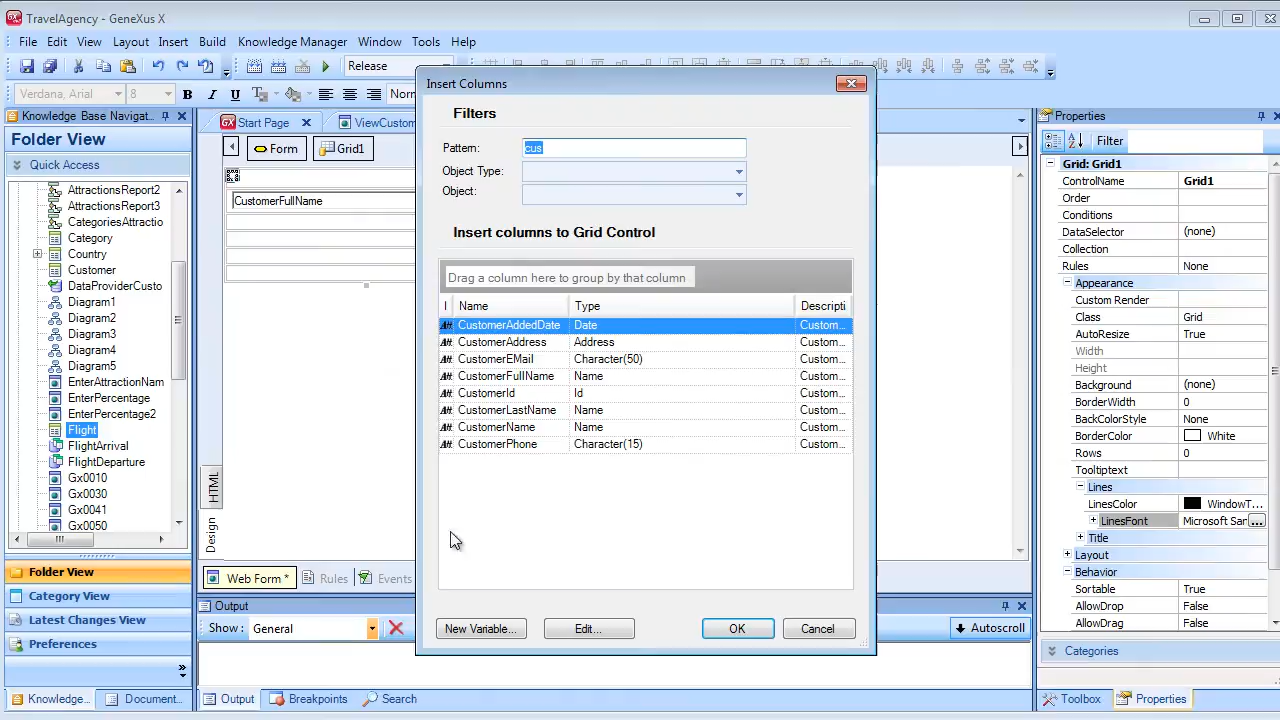 TravelAgency - GeneXus X
File Edit View Layout Insert Build Knowledge Manager Window Tools Help
Release
Verdana, Arial 8 B I U Norr
Knowledge Base Navigat...
Folder View
Quick Access
AttractionsReport2
AttractionsReport3
CategoriesAttractio
Category
Country
Customer
DataProviderCusto
Diagram1
Diagram2
Diagram3
Diagram4
Diagram5
EnterAttractionNam
EnterPercentage
EnterPercentage2
Flight
FlightArrival
FlightDeparture
Gx0010
Gx0030
Gx0041
Gx0050
Folder View
Category View
Latest Changes View
Preferences
Knowledge... Document...
Start Page ViewCustom
Form Grid1
CustomerFullName
HTML
Design
Web Form * Rules Events
Output
Show: General Autoscroll
Output Breakpoints Search
Insert Columns
Filters
Pattern: cus
Object Type:
Object:
Insert columns to Grid Control
Drag a column here to group by that column
I Name Type Descripti
CustomerAddedDate Date Custom...
CustomerAddress Address Custom...
CustomerEMail Character(50) Custom...
CustomerFullName Name Custom...
CustomerId Id Custom...
CustomerLastName Name Custom...
CustomerName Name Custom...
CustomerPhone Character(15) Custom...
New Variable... Edit... OK Cancel
Properties
Filter
Grid: Grid1
ControlName Grid1
Order
Conditions
DataSelector (none)
Collection
Rules None
Appearance
Custom Render
Class Grid
AutoResize True
Width
Height
Background (none)
BorderWidth 0
BackColorStyle None
BorderColor White
Rows 0
Tooltiptext
Lines
LinesColor WindowT...
LinesFont Microsoft Sar ...
Title
Layout
Behavior
Sortable True
AllowDrop False
AllowDrag False
Categories
Toolbox Properties